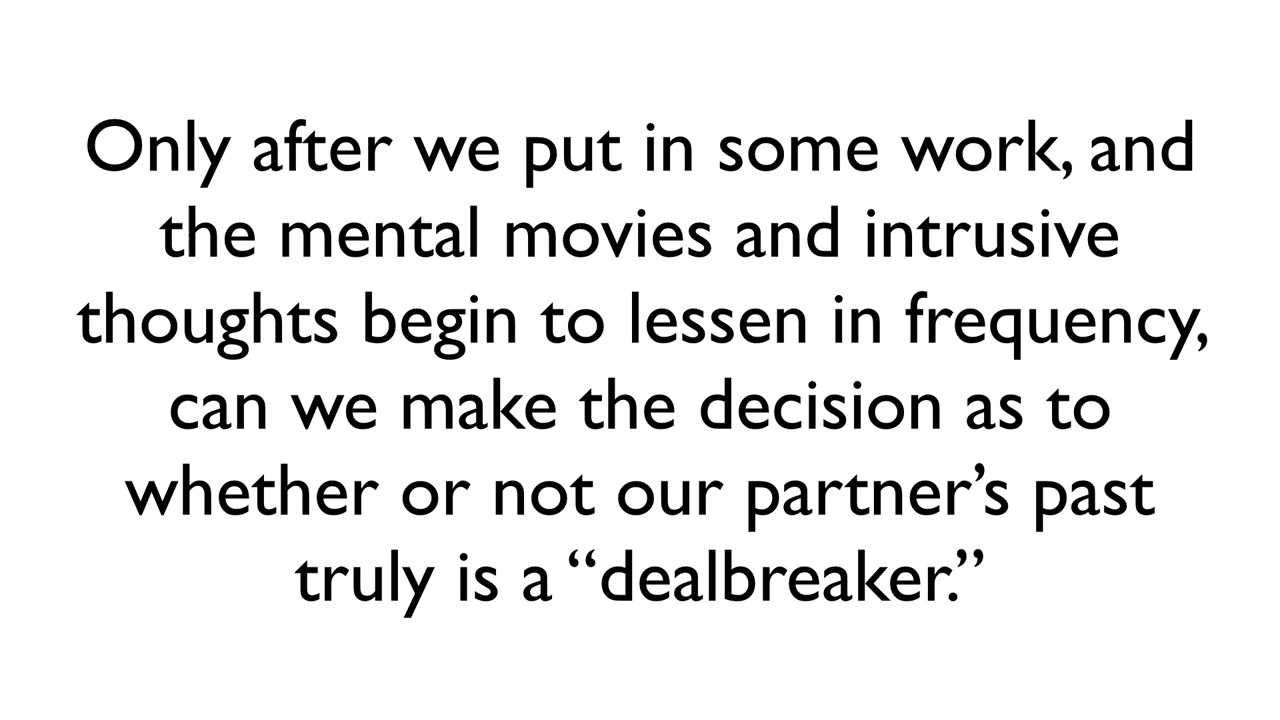 Only after we put in some work, and
the mental movies and intrusive
thoughts begin to lessen in frequency,
can we make the decision as to
whether or not our partner’s past
truly is a “dealbreaker.”